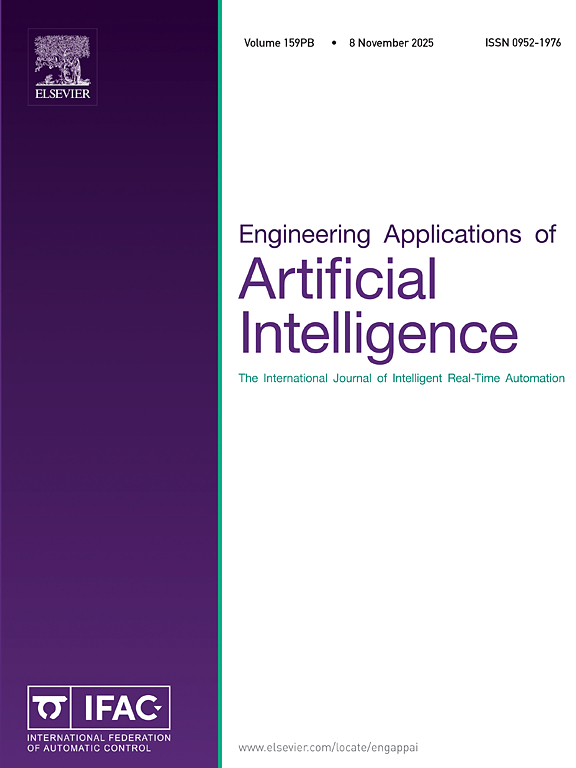 Volume 159PB • 8 November 2025 ISSN 0952-1976
ELSEVIER
Engineering Applications of
Artificial
Intelligence
The International Journal of Intelligent Real-Time Automation
IFAC
INTERNATIONAL FEDERATION
OF AUTOMATIC CONTROL
www.elsevier.com/locate/engappai